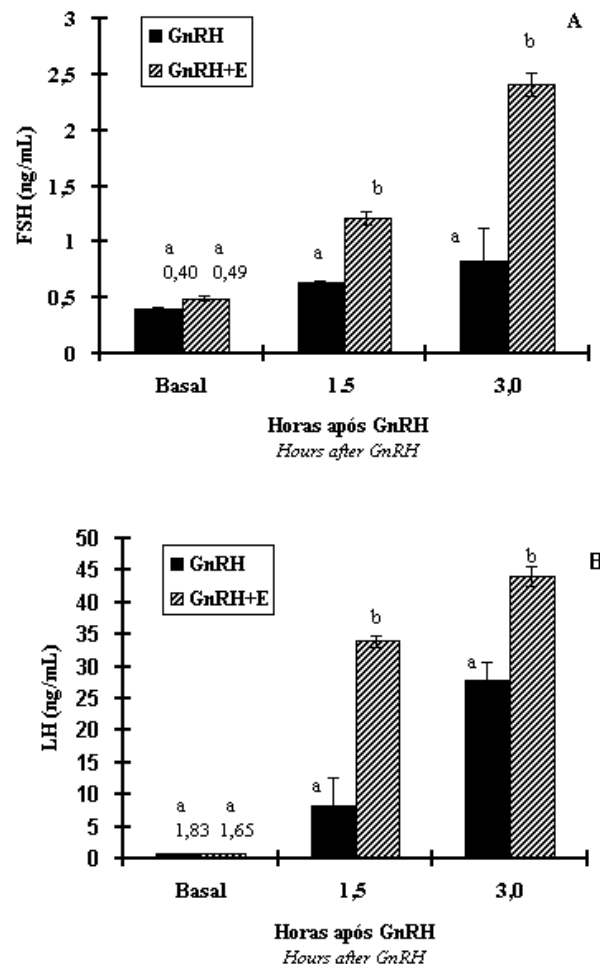 A
GnRH
GnRH+E
FSH (ng/mL)
3
2,5
2
1,5
1
0,5
0
a a
0,40 0,49
a
b
a
b
Basal 1.5 3,0
Horas após GnRH
Hours after GnRH
B
GnRH
GnRH+E
LH (ng/mL)
50
45
40
35
30
25
20
15
10
5
0
a a
1,83 1,65
a
b
a
b
Basal 1,5 3,0
Horas após GnRH
Hours after GnRH